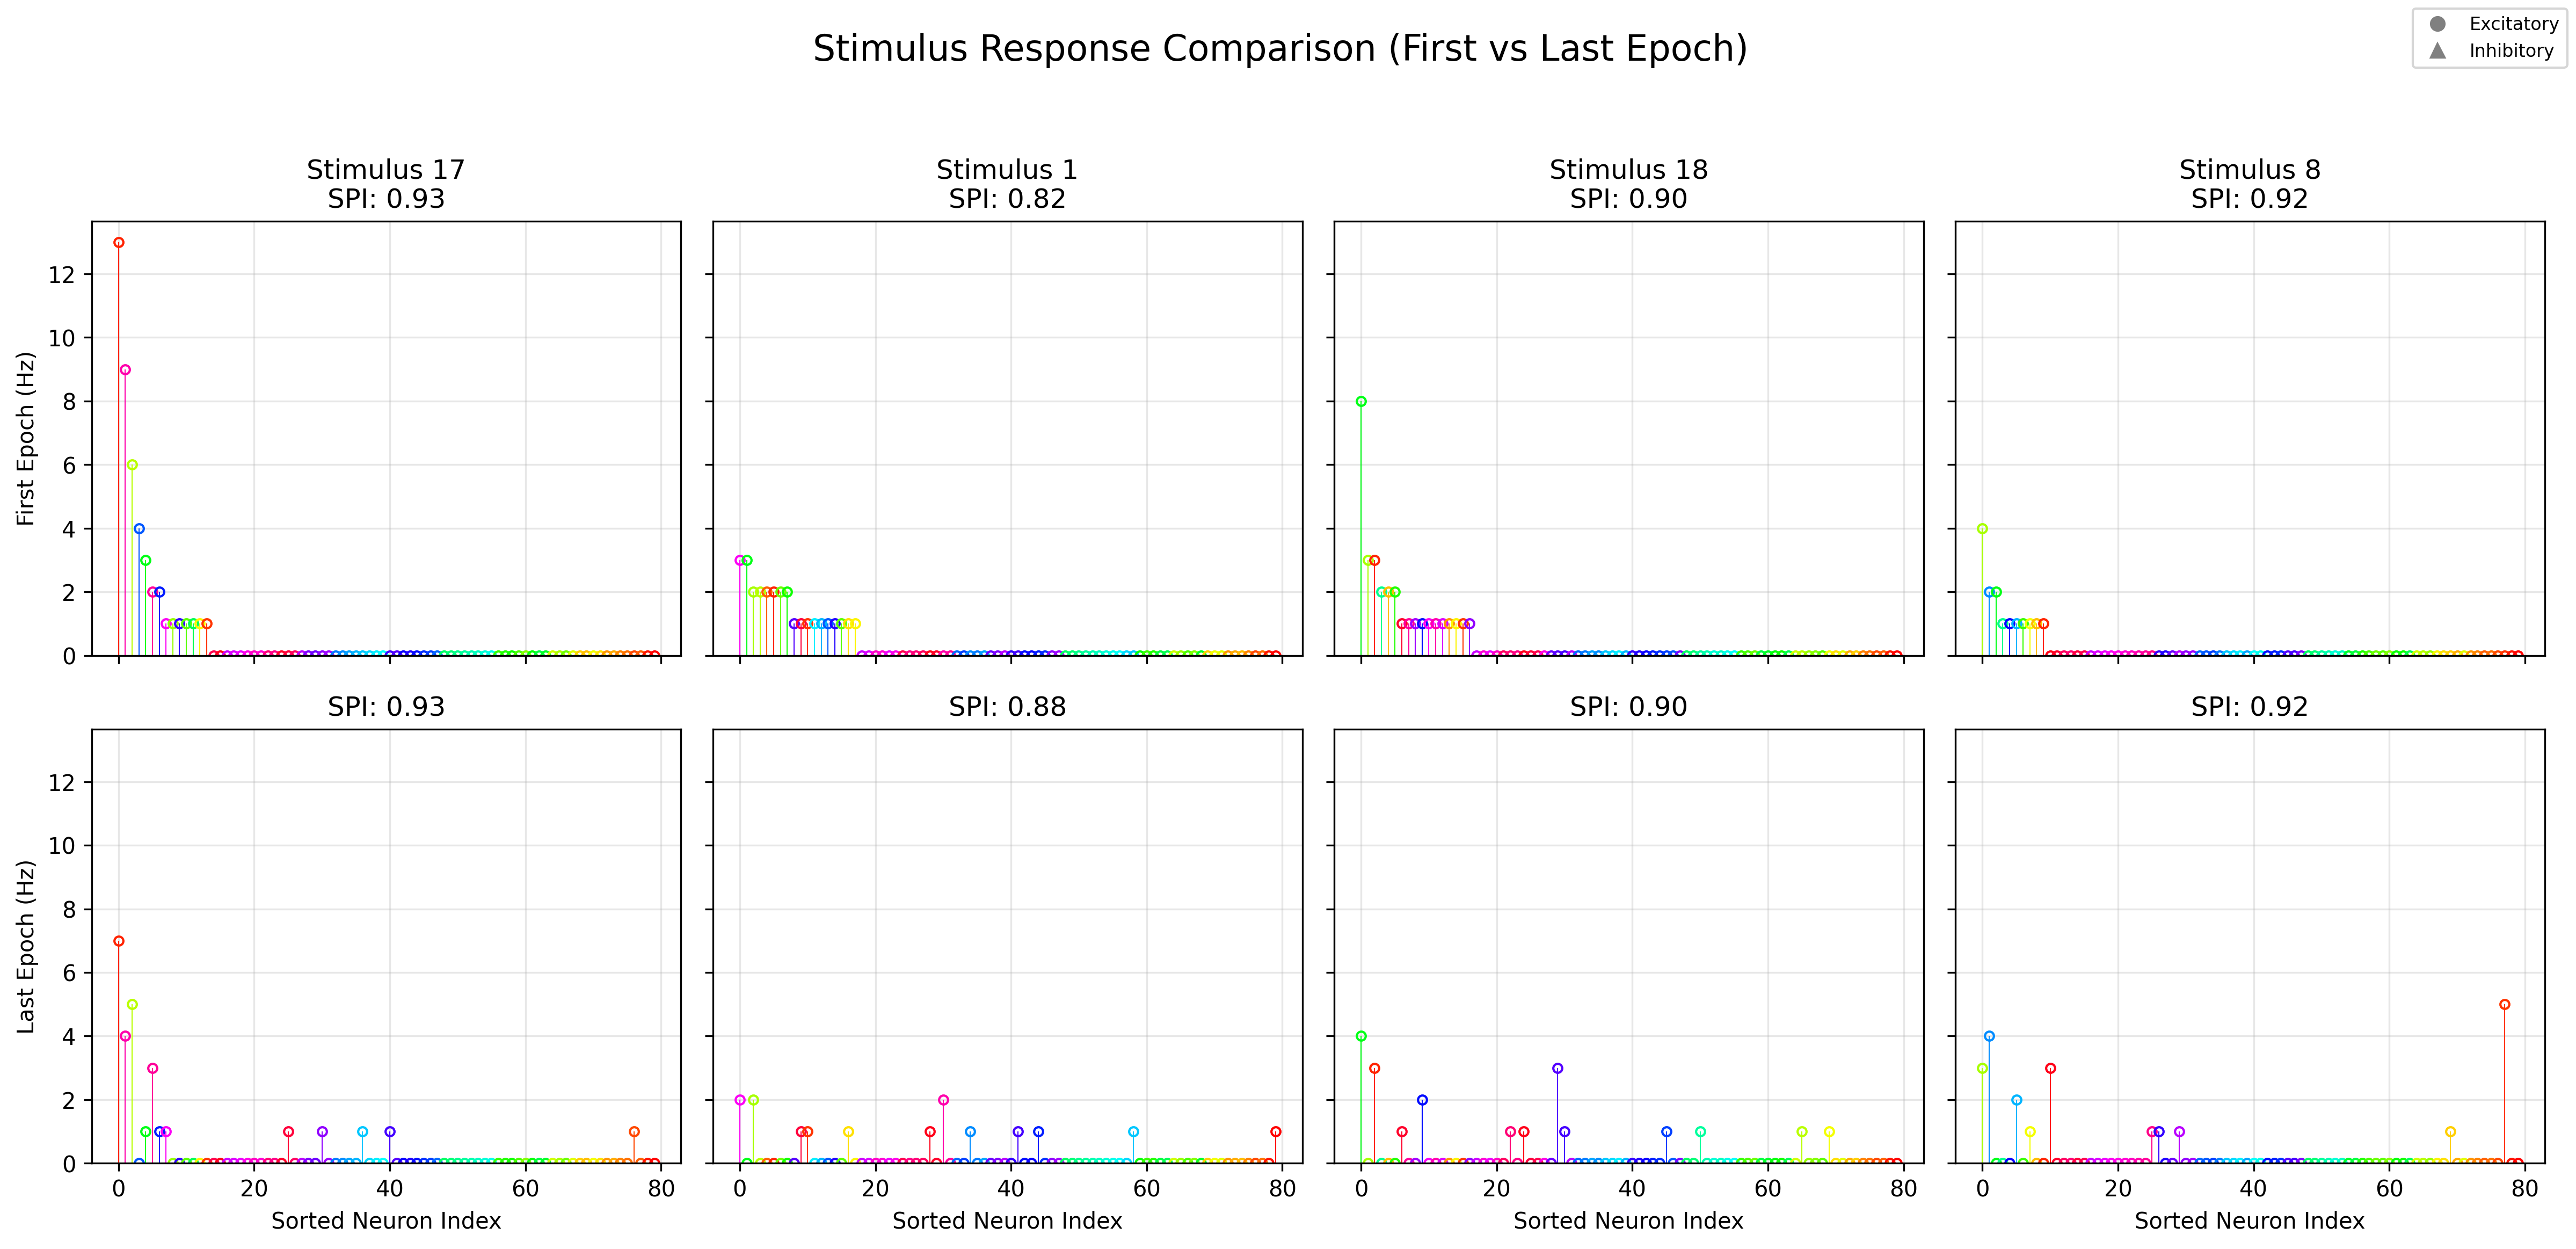 Stimulus Response Comparison (First vs Last Epoch)
Excitatory
Inhibitory
Stimulus 17
SPI: 0.93
Stimulus 1
SPI: 0.82
Stimulus 18
SPI: 0.90
Stimulus 8
SPI: 0.92
First Epoch (Hz)
12
10
8
6
4
2
0
SPI: 0.93
SPI: 0.88
SPI: 0.90
SPI: 0.92
Last Epoch (Hz)
12
10
8
6
4
2
0
0 20 40 60 80
0 20 40 60 80
0 20 40 60 80
0 20 40 60 80
Sorted Neuron Index
Sorted Neuron Index
Sorted Neuron Index
Sorted Neuron Index